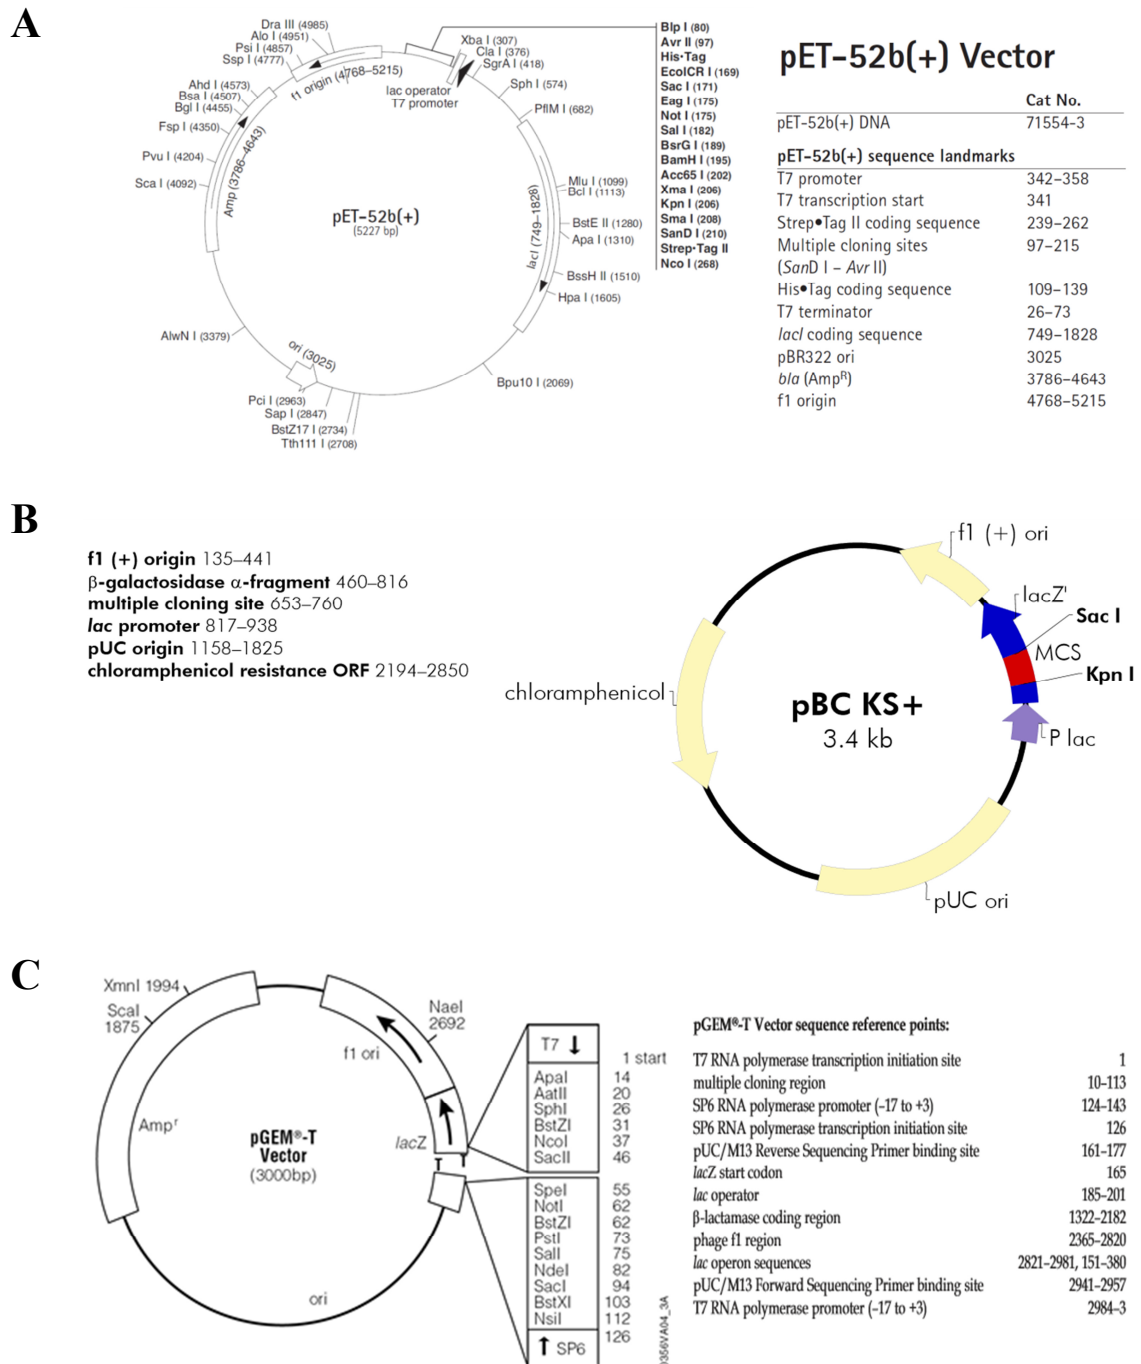 A
pET-52b(+) Vector
Cat No.
pET-52b(+) DNA 71554-3
pET-52b(+) sequence landmarks
T7 promoter 342-358
T7 transcription start 341
Strep•Tag II coding sequence 239-262
Multiple cloning sites 97-215
(SanD I - Avr II)
His•Tag coding sequence 109-139
T7 terminator 26-73
lacI coding sequence 749-1828
pBR322 ori 3025
bla (AmpR) 3786-4643
f1 origin 4768-5215
Dra III (4985)
Alo I (4951)
Psi I (4857)
Ssp I (4777)
Ahd I (4573)
Bsa I (4507)
Bgl I (4455)
Fsp I (4350)
Pvu I (4204)
Sca I (4092)
AlwN I (3379)
Pci I (2963)
Sap I (2847)
BstZ17 I (2734)
Tth111 I (2708)
f1 origin (4768-5215)
Amp (3786-4643)
ori (3025)
lacI (749-1828)
lac operator
T7 promoter
pET-52b(+)
(5227 bp)
Xba I (307)
Cla I (376)
SgrA I (418)
Sph I (574)
PflM I (682)
Mlu I (1099)
Bcl I (1113)
BstE II (1280)
Apa I (1310)
BssH II (1510)
Hpa I (1605)
Bpu10 I (2069)
Blp I (80)
Avr II (97)
His•Tag
EcoICR I (169)
Sac I (171)
Eag I (175)
Not I (175)
Sal I (182)
BsrG I (189)
BamH I (195)
Acc65 I (202)
Xma I (206)
Kpn I (206)
Sma I (208)
SanD I (210)
Strep•Tag II
Nco I (268)
B
f1 (+) origin 135–441
β-galactosidase α-fragment 460–816
multiple cloning site 653–760
lac promoter 817–938
pUC origin 1158–1825
chloramphenicol resistance ORF 2194–2850
f1 (+) ori
lacZ'
Sac I
MCS
Kpn I
P lac
pUC ori
chloramphenicol
pBC KS+
3.4 kb
C
XmnI 1994
ScaI
1875
NaeI
2692
f1 ori
Ampr
lacZ
T T
ori
pGEM®-T
Vector
(3000bp)
T7 ↓
1 start
ApaI 14
AatII 20
SphI 26
BstZI 31
NcoI 37
SacII 46
SpeI 55
NotI 62
BstZI 62
PstI 73
SalI 75
NdeI 82
SacI 94
BstXI 103
NsiI 112
↑ SP6 126
0356VA04_3A
pGEM®-T Vector sequence reference points:
T7 RNA polymerase transcription initiation site 1
multiple cloning region 10–113
SP6 RNA polymerase promoter (–17 to +3) 124–143
SP6 RNA polymerase transcription initiation site 126
pUC/M13 Reverse Sequencing Primer binding site 161–177
lacZ start codon 165
lac operator 185–201
β-lactamase coding region 1322–2182
phage f1 region 2365–2820
lac operon sequences 2821–2981, 151–380
pUC/M13 Forward Sequencing Primer binding site 2941–2957
T7 RNA polymerase promoter (–17 to +3) 2984–3